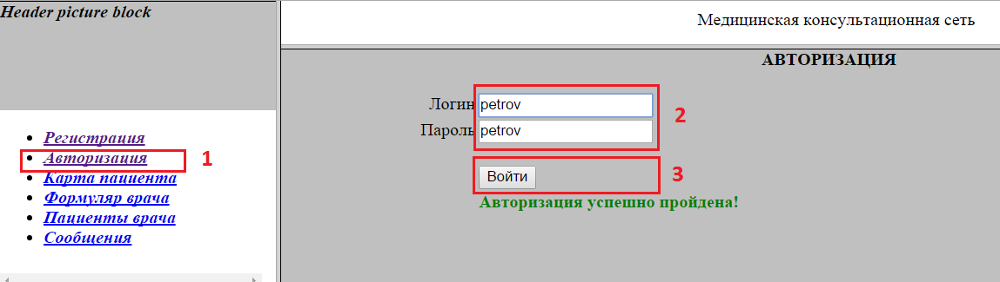 Header picture block
Регистрация
Авторизация
1
Карта пациента
Формуляр врача
Пациенты врача
Сообщения
Медицинская консультационная сеть
АВТОРИЗАЦИЯ
Логин petrov
2
Пароль petrov
Войти
3
Авторизация успешно пройдена!